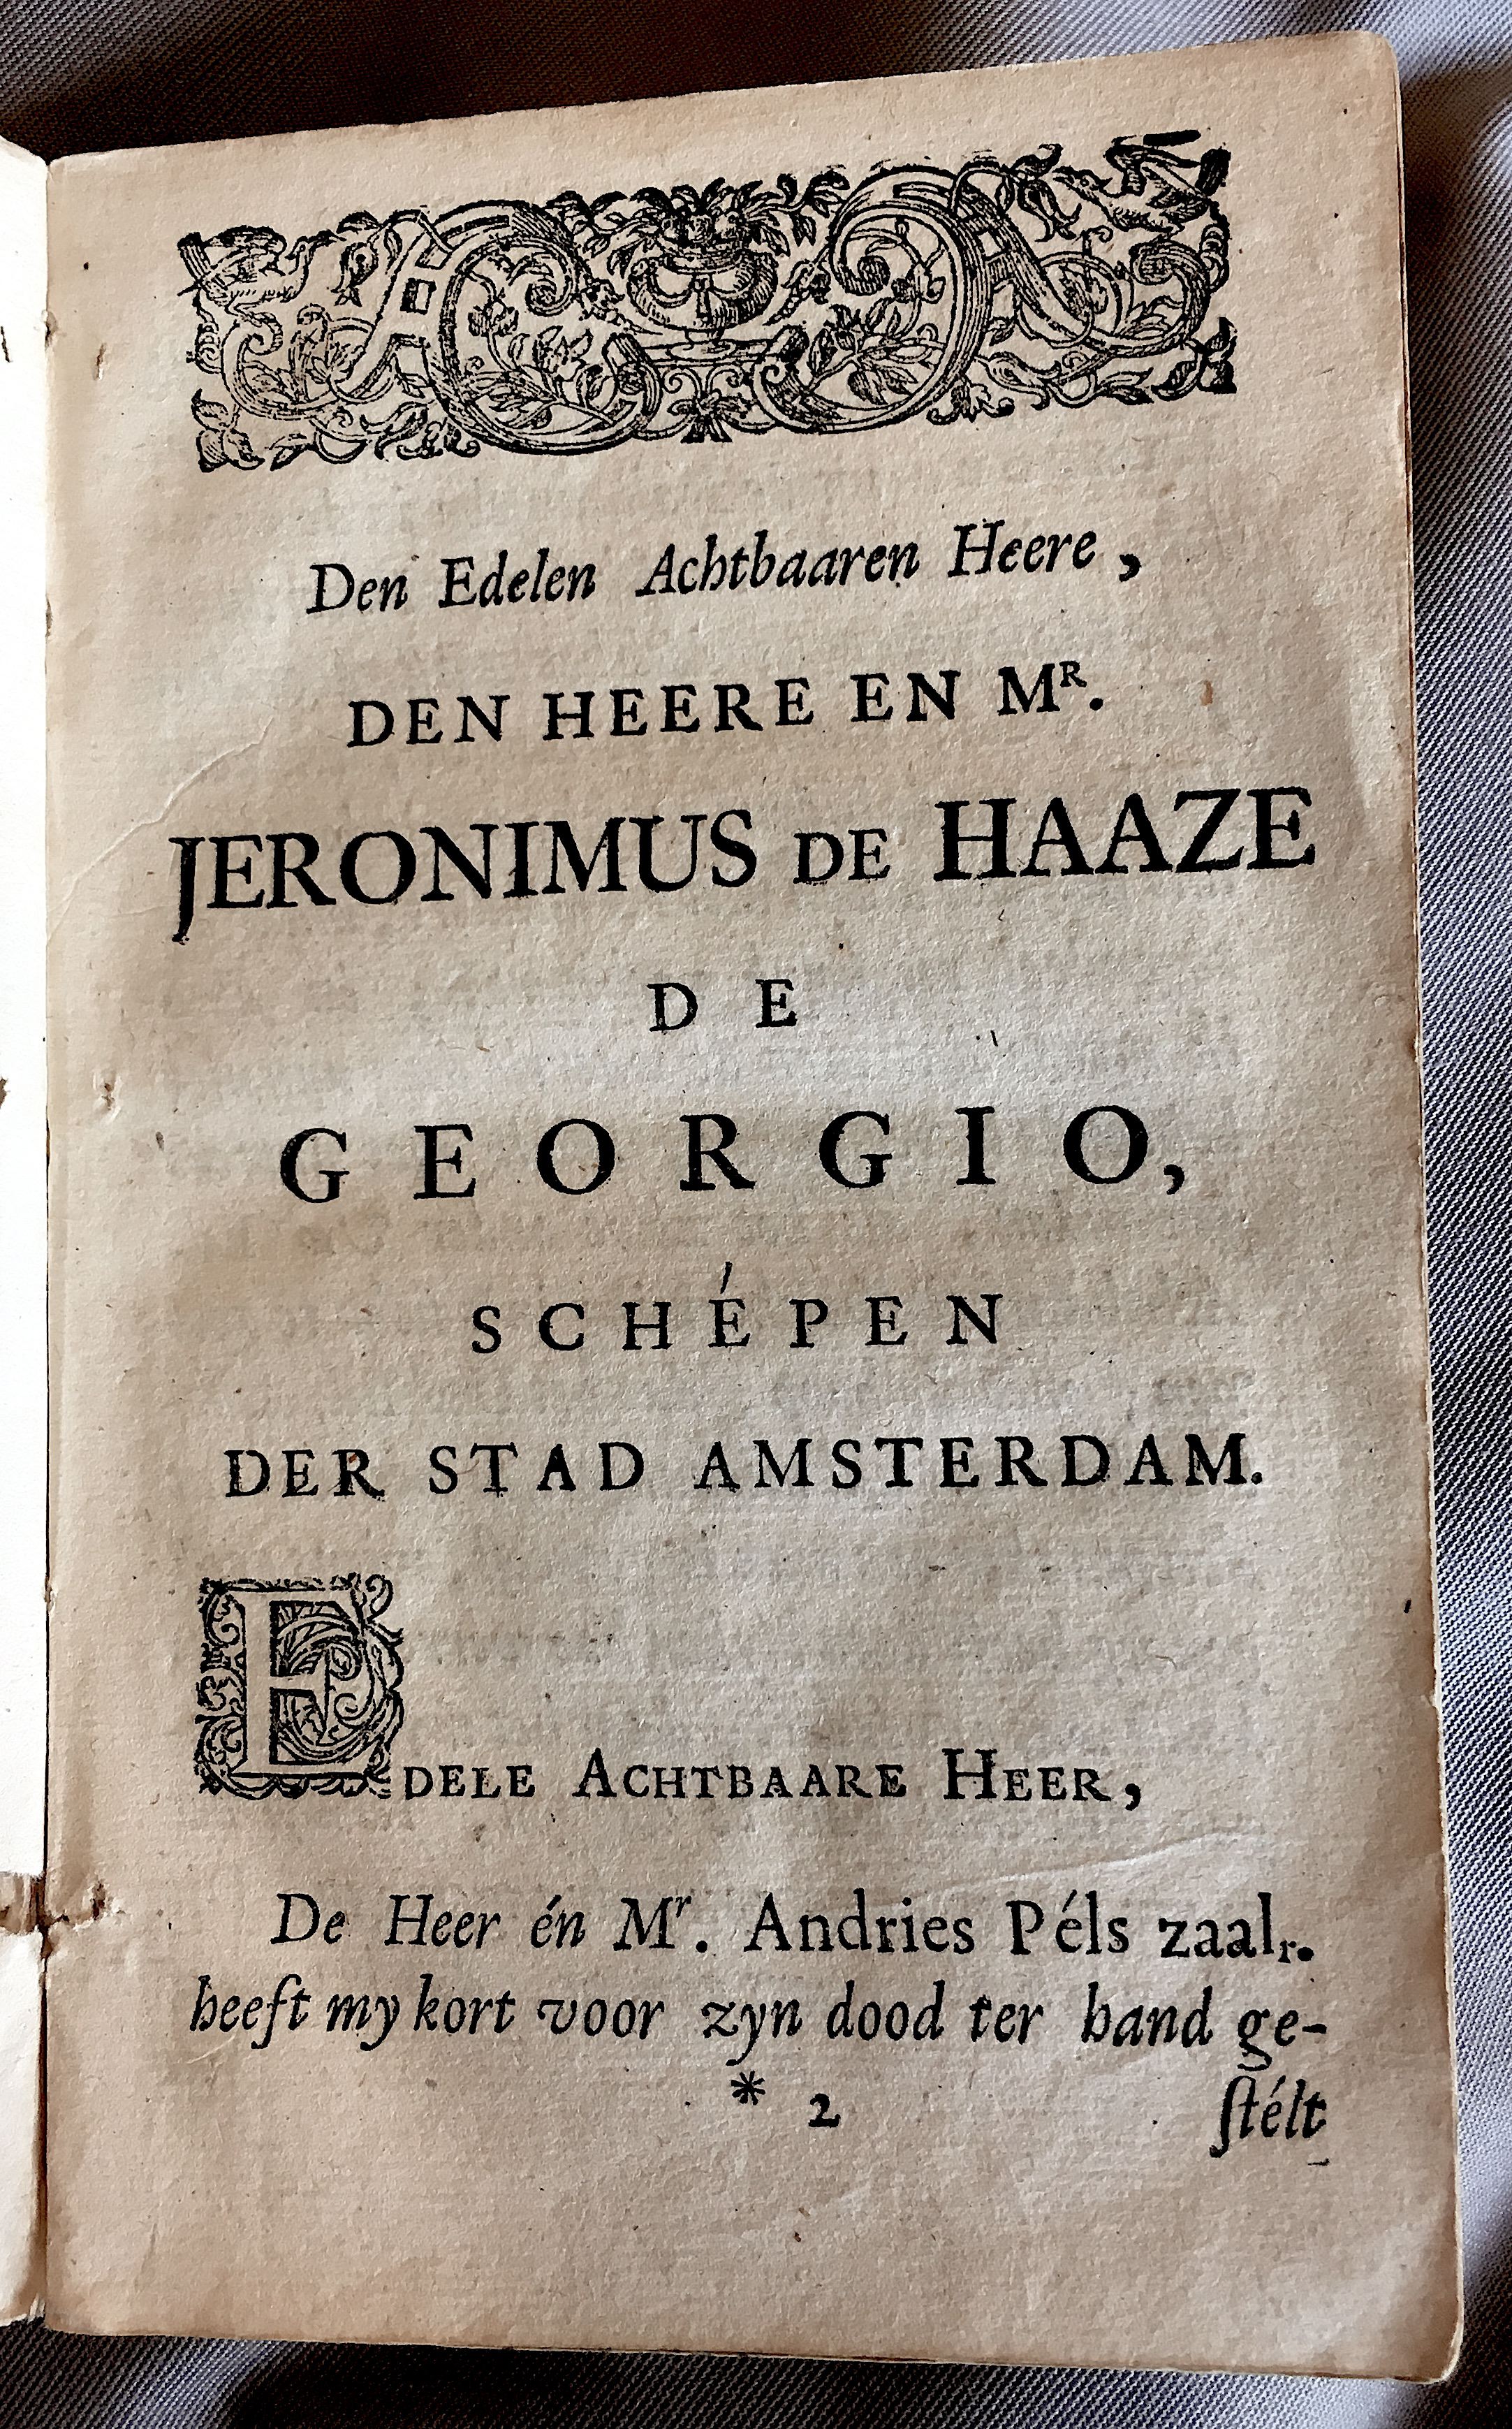 Den Edelen Achtbaaren Heere,
DEN HEERE EN Mᴿ.
JERONIMUS DE HAAZE
DE
GEORGIO,
SCHÉPEN
DER STAD AMSTERDAM.
EDELE ACHTBAARE HEER,
De Heer én Mʳ. Andries Péls zaalr.
heeft my kort voor zyn dood ter hand ge-
* 2
ſtélt